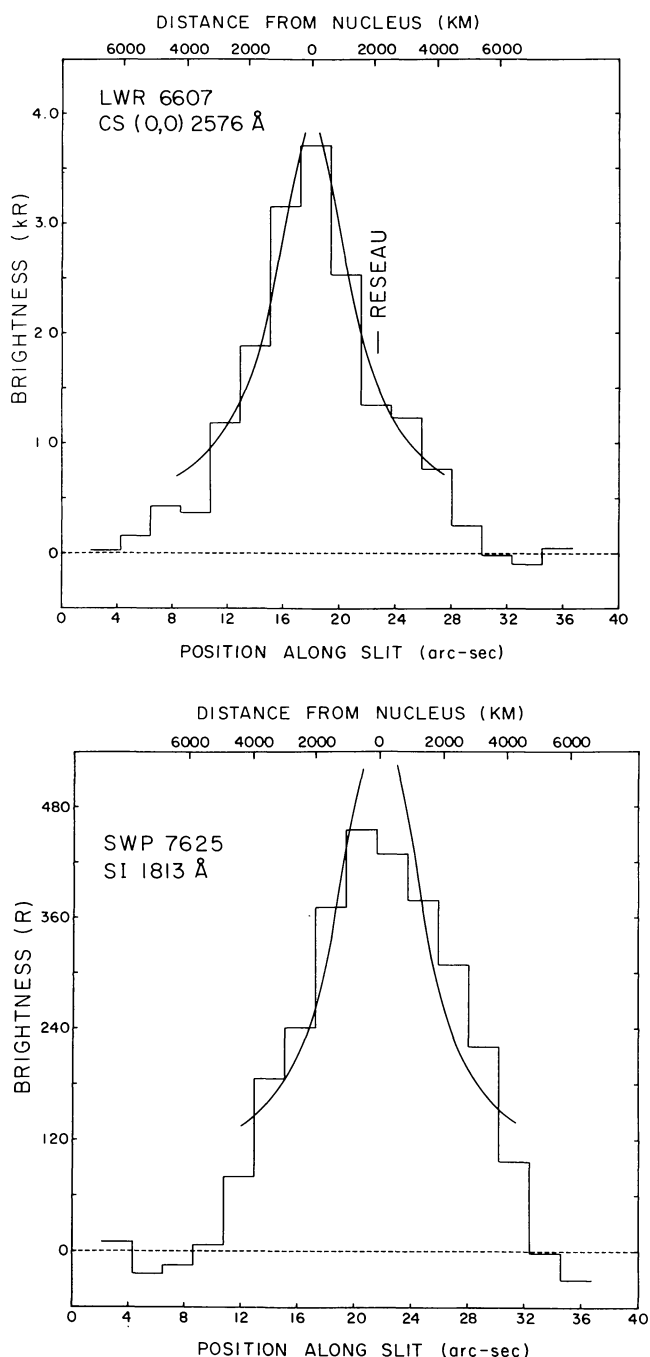 DISTANCE FROM NUCLEUS (KM)
6000 4000 2000 0 2000 4000 6000
LWR 6607
CS (0,0) 2576 Å
RESEAU
BRIGHTNESS (kR)
4.0
3.0
2 0
1 0
0
0 4 8 12 16 20 24 28 32 36 40
POSITION ALONG SLIT (arc-sec)
DISTANCE FROM NUCLEUS (KM)
6000 4000 2000 0 2000 4000 6000
SWP 7625
SI 1813 Å
BRIGHTNESS (R)
480
360
240
120
0
0 4 8 12 16 20 24 28 32 36 40
POSITION ALONG SLIT (arc-sec)